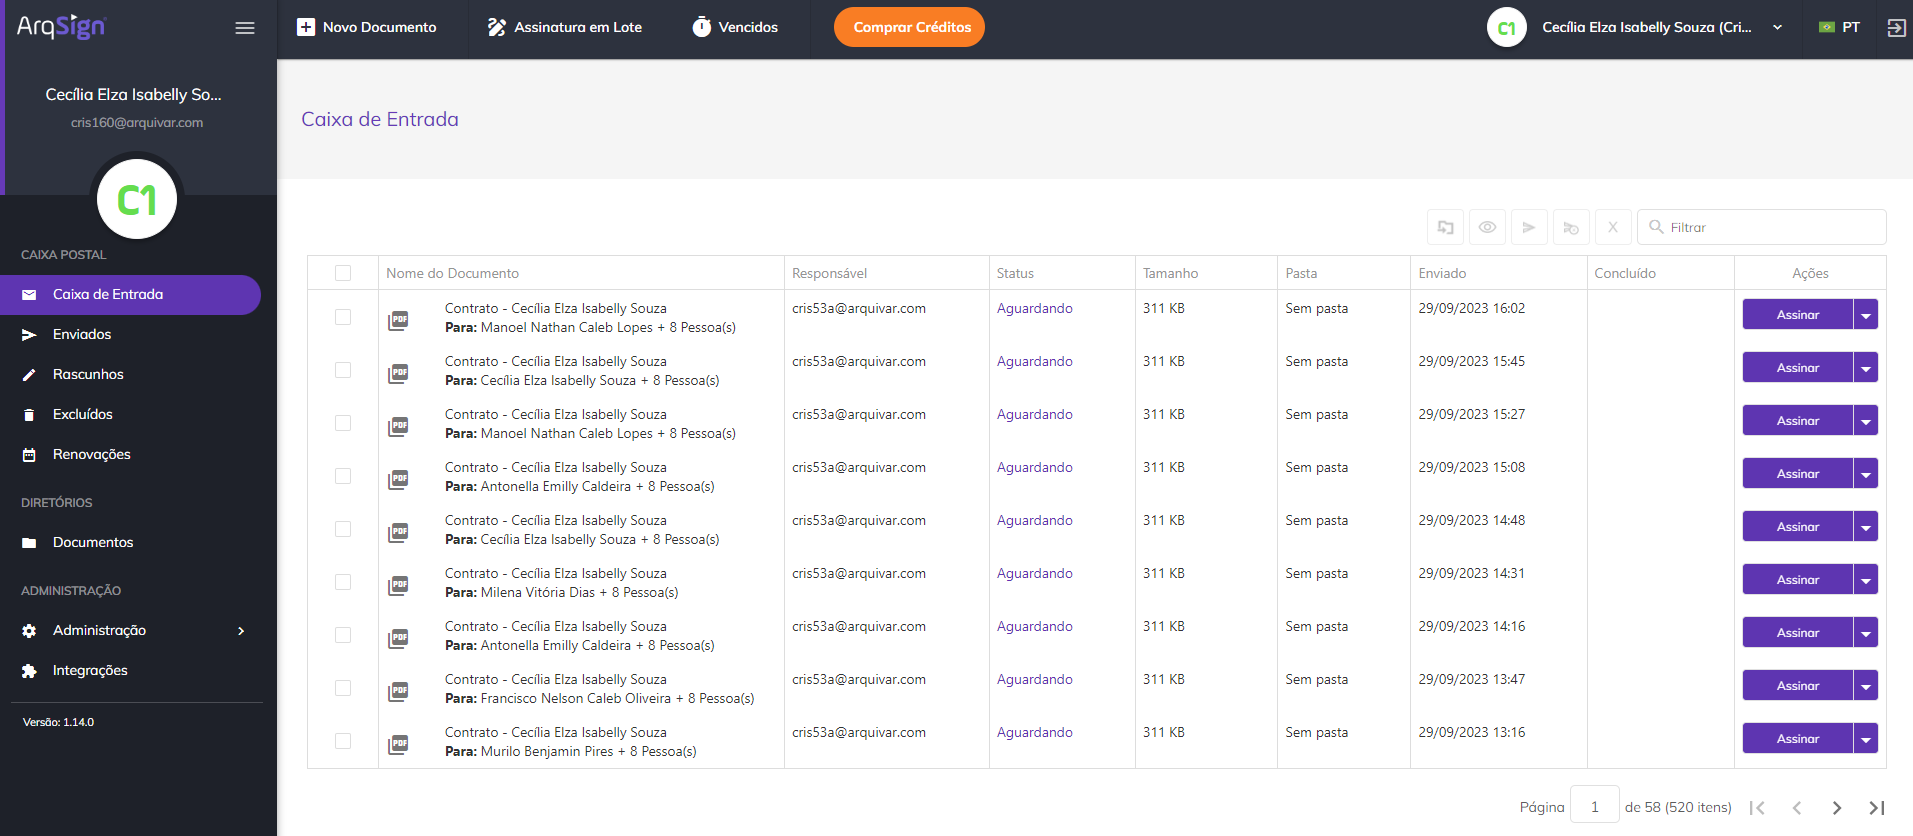 ArqSign
Novo Documento
Assinatura em Lote
Vencidos
Comprar Créditos
C1
Cecília Elza Isabelly Souza (Cri...
PT
Cecília Elza Isabelly So...
cris160@arquivar.com
C1
CAIXA POSTAL
Caixa de Entrada
Enviados
Rascunhos
Excluídos
Renovações
DIRETÓRIOS
Documentos
ADMINISTRAÇÃO
Administração
Integrações
Versão: 1.14.0
Caixa de Entrada
X
Filtrar
Nome do Documento Responsável Status Tamanho Pasta Enviado Concluído Ações
PDF Contrato - Cecília Elza Isabelly Souza cris53a@arquivar.com Aguardando 311 KB Sem pasta 29/09/2023 16:02 Assinar
Para: Manoel Nathan Caleb Lopes + 8 Pessoa(s)
PDF Contrato - Cecília Elza Isabelly Souza cris53a@arquivar.com Aguardando 311 KB Sem pasta 29/09/2023 15:45 Assinar
Para: Cecília Elza Isabelly Souza + 8 Pessoa(s)
PDF Contrato - Cecília Elza Isabelly Souza cris53a@arquivar.com Aguardando 311 KB Sem pasta 29/09/2023 15:27 Assinar
Para: Manoel Nathan Caleb Lopes + 8 Pessoa(s)
PDF Contrato - Cecília Elza Isabelly Souza cris53a@arquivar.com Aguardando 311 KB Sem pasta 29/09/2023 15:08 Assinar
Para: Antonella Emilly Caldeira + 8 Pessoa(s)
PDF Contrato - Cecília Elza Isabelly Souza cris53a@arquivar.com Aguardando 311 KB Sem pasta 29/09/2023 14:48 Assinar
Para: Cecília Elza Isabelly Souza + 8 Pessoa(s)
PDF Contrato - Cecília Elza Isabelly Souza cris53a@arquivar.com Aguardando 311 KB Sem pasta 29/09/2023 14:31 Assinar
Para: Milena Vitória Dias + 8 Pessoa(s)
PDF Contrato - Cecília Elza Isabelly Souza cris53a@arquivar.com Aguardando 311 KB Sem pasta 29/09/2023 14:16 Assinar
Para: Antonella Emilly Caldeira + 8 Pessoa(s)
PDF Contrato - Cecília Elza Isabelly Souza cris53a@arquivar.com Aguardando 311 KB Sem pasta 29/09/2023 13:47 Assinar
Para: Francisco Nelson Caleb Oliveira + 8 Pessoa(s)
PDF Contrato - Cecília Elza Isabelly Souza cris53a@arquivar.com Aguardando 311 KB Sem pasta 29/09/2023 13:16 Assinar
Para: Murilo Benjamin Pires + 8 Pessoa(s)
Página 1 de 58 (520 itens)